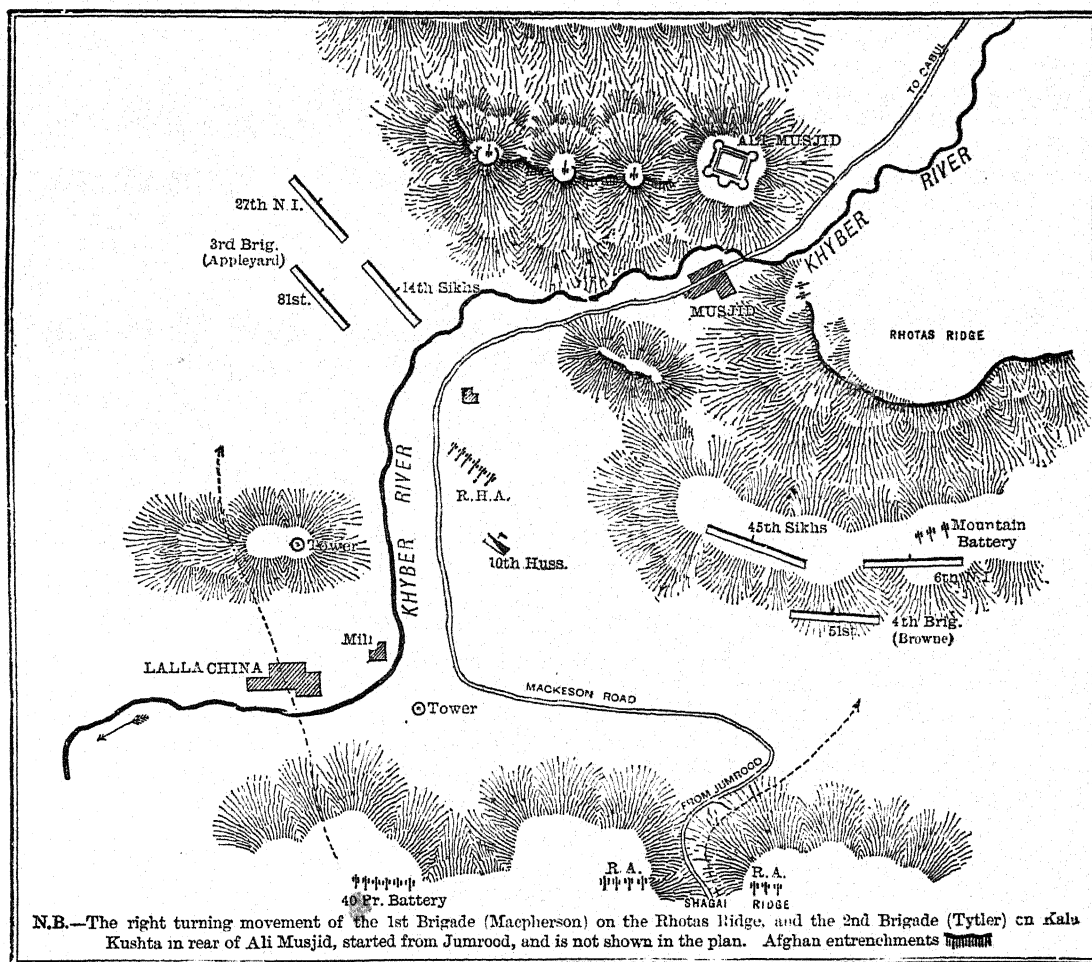 TO CABUL
ALI MUSJID
KHYBER RIVER
27th N.I.
3rd Brig.
(Appleyard)
81st.
14th Sikhs
MUSJID
RHOTAS RIDGE
R.H.A.
KHYBER RIVER
10th Huss.
45th Sikhs
Mountain
Battery
6th N.I.
51st.
4th Brig.
(Browne)
Tower
Mill
LALLA CHINA
Tower
MACKESON ROAD
FROM JUMROOD
40 Pr. Battery
R.A.
R.A.
SHAGAI RIDGE
N.B.—The right turning movement of the 1st Brigade (Macpherson) on the Rhotas Ridge, and the 2nd Brigade (Tytler) on Kala
Kushta in rear of Ali Musjid, started from Jumrood, and is not shown in the plan. Afghan entrenchments